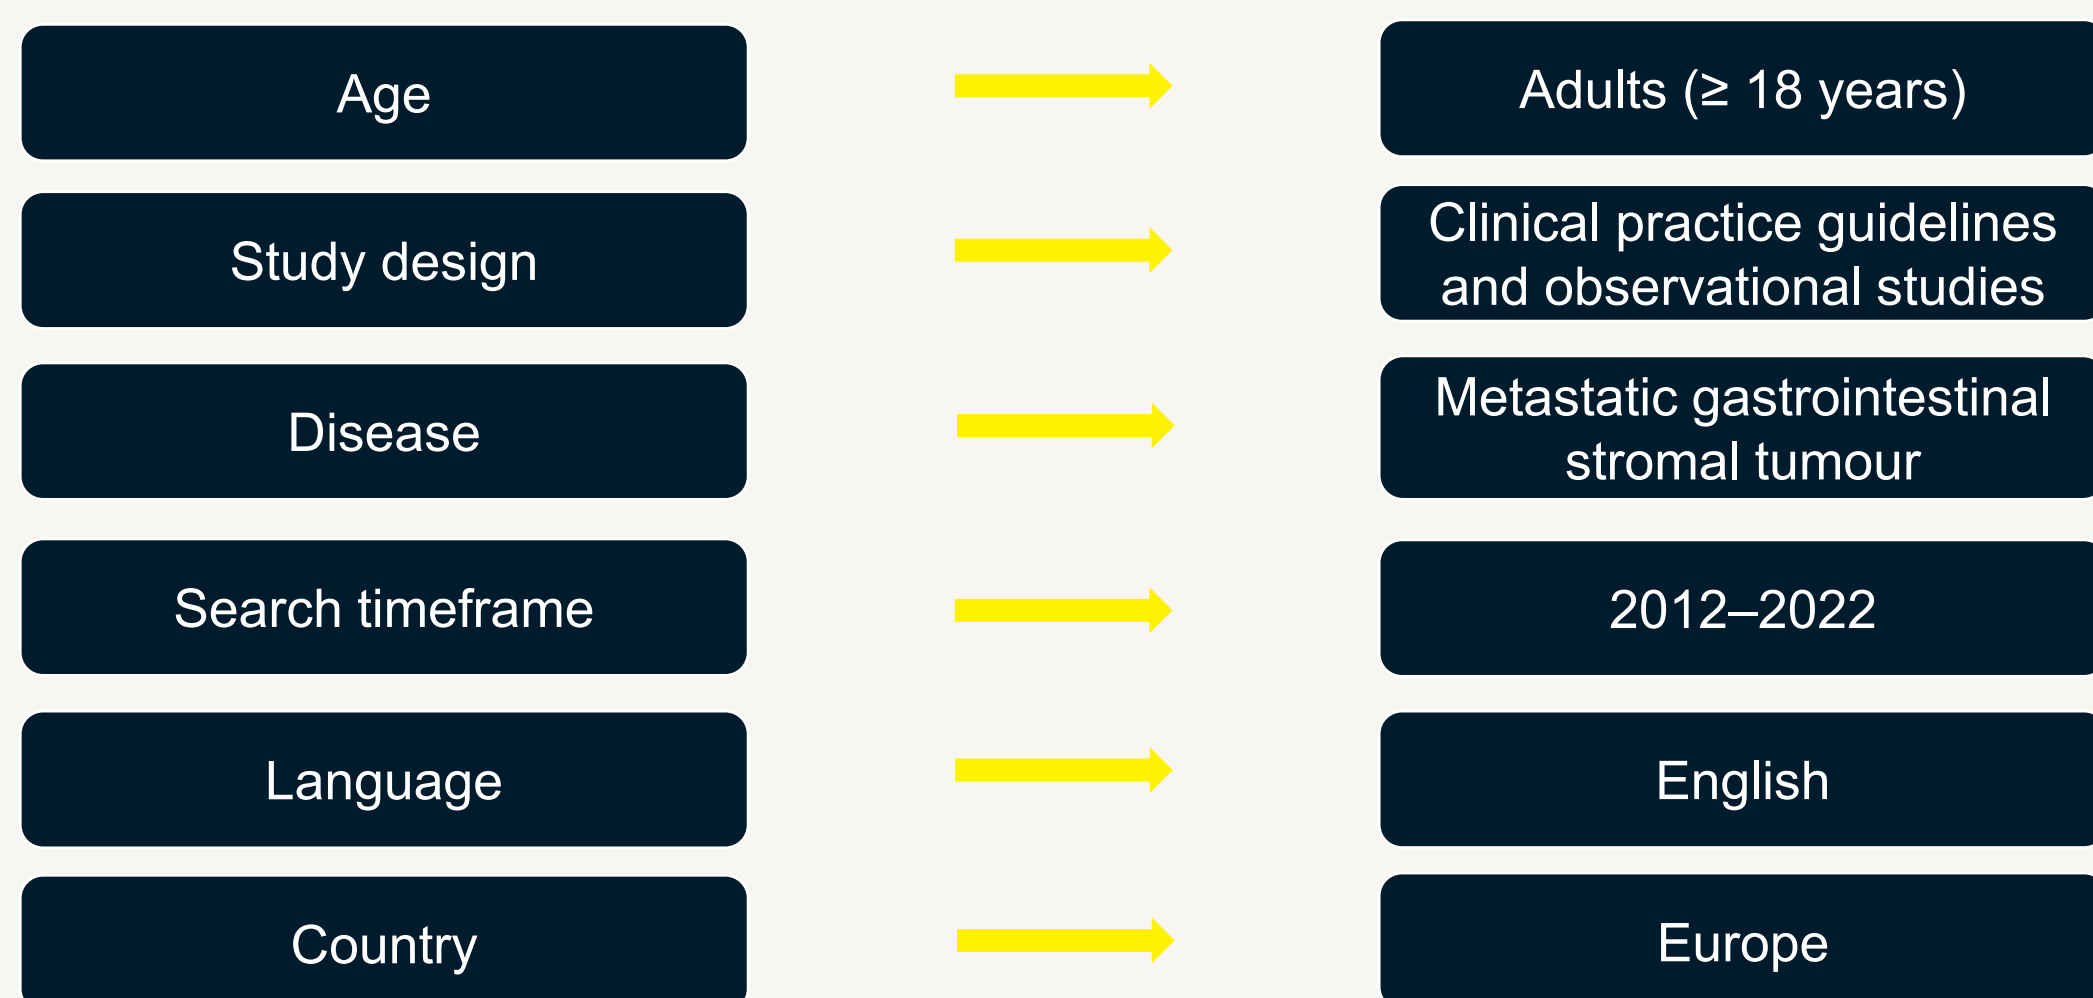 Age
Adults (≥ 18 years)
Study design
Clinical practice guidelines
and observational studies
Disease
Metastatic gastrointestinal
stromal tumour
Search timeframe
2012–2022
Language
English
Country
Europe